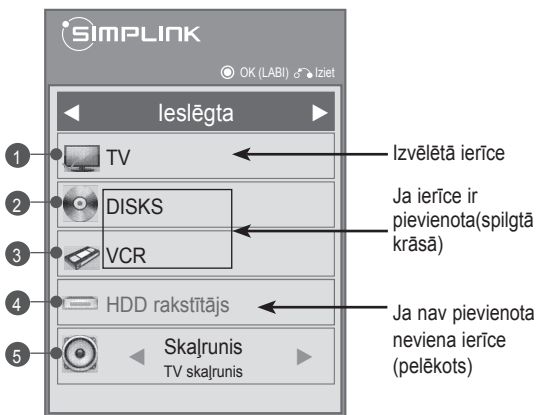 SIMPLINK
OK (LABI) Iziet
Ieslēgta
1 TV
2 DISKS
3 VCR
4 HDD rakstītājs
5 Skaļrunis
TV skaļrunis
Izvēlētā ierīce
Ja ierīce ir
pievienota(spilgtā
krāsā)
Ja nav pievienota
neviena ierīce
(pelēkots)